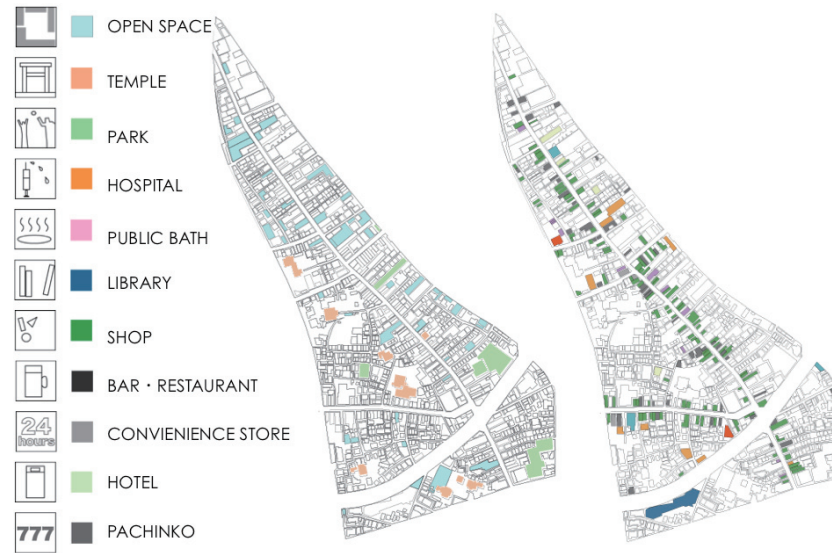 OPEN SPACE
TEMPLE
PARK
HOSPITAL
PUBLIC BATH
LIBRARY
SHOP
BAR・RESTAURANT
24
hours
CONVIENIENCE STORE
HOTEL
777
PACHINKO